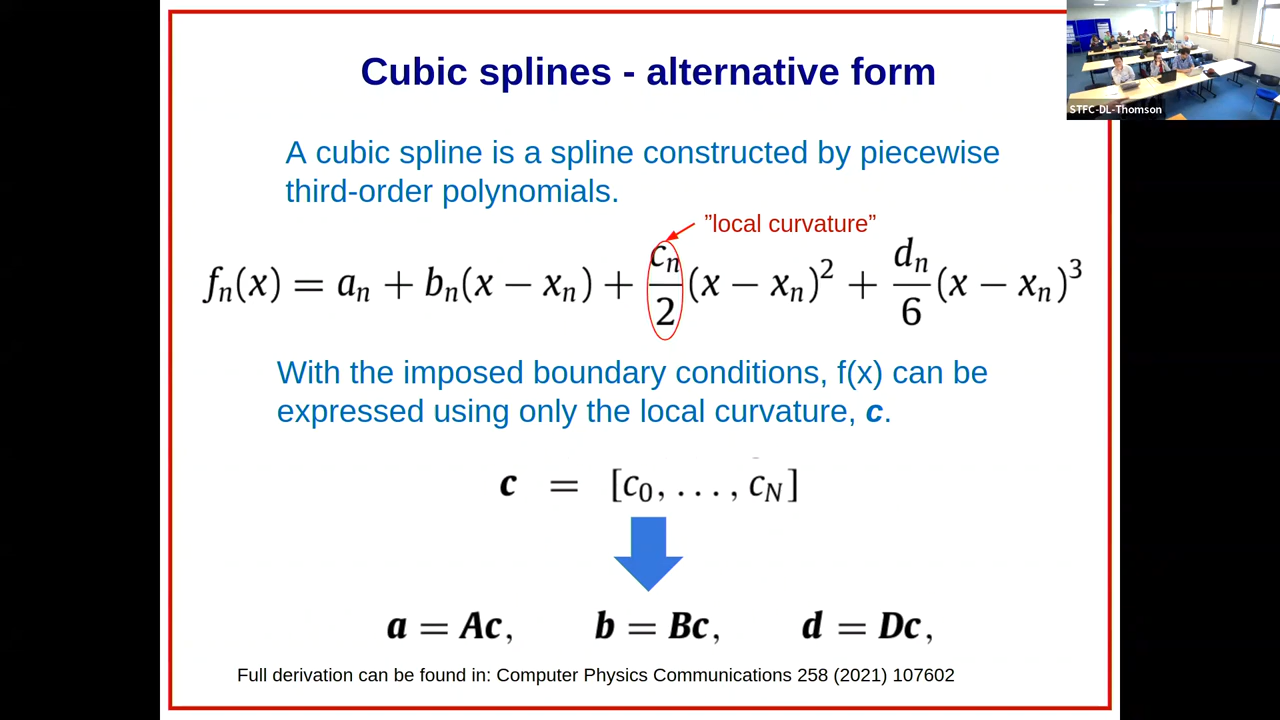 Cubic splines - alternative form
STFC-DL-Thomson
A cubic spline is a spline constructed by piecewise
third-order polynomials.
”local curvature”
fₙ(x) = aₙ + bₙ(x − xₙ) + cₙ/2 (x − xₙ)² + dₙ/6 (x − xₙ)³
With the imposed boundary conditions, f(x) can be
expressed using only the local curvature, c.
c = [c₀, . . . , c_N]
a = Ac, b = Bc, d = Dc,
Full derivation can be found in: Computer Physics Communications 258 (2021) 107602